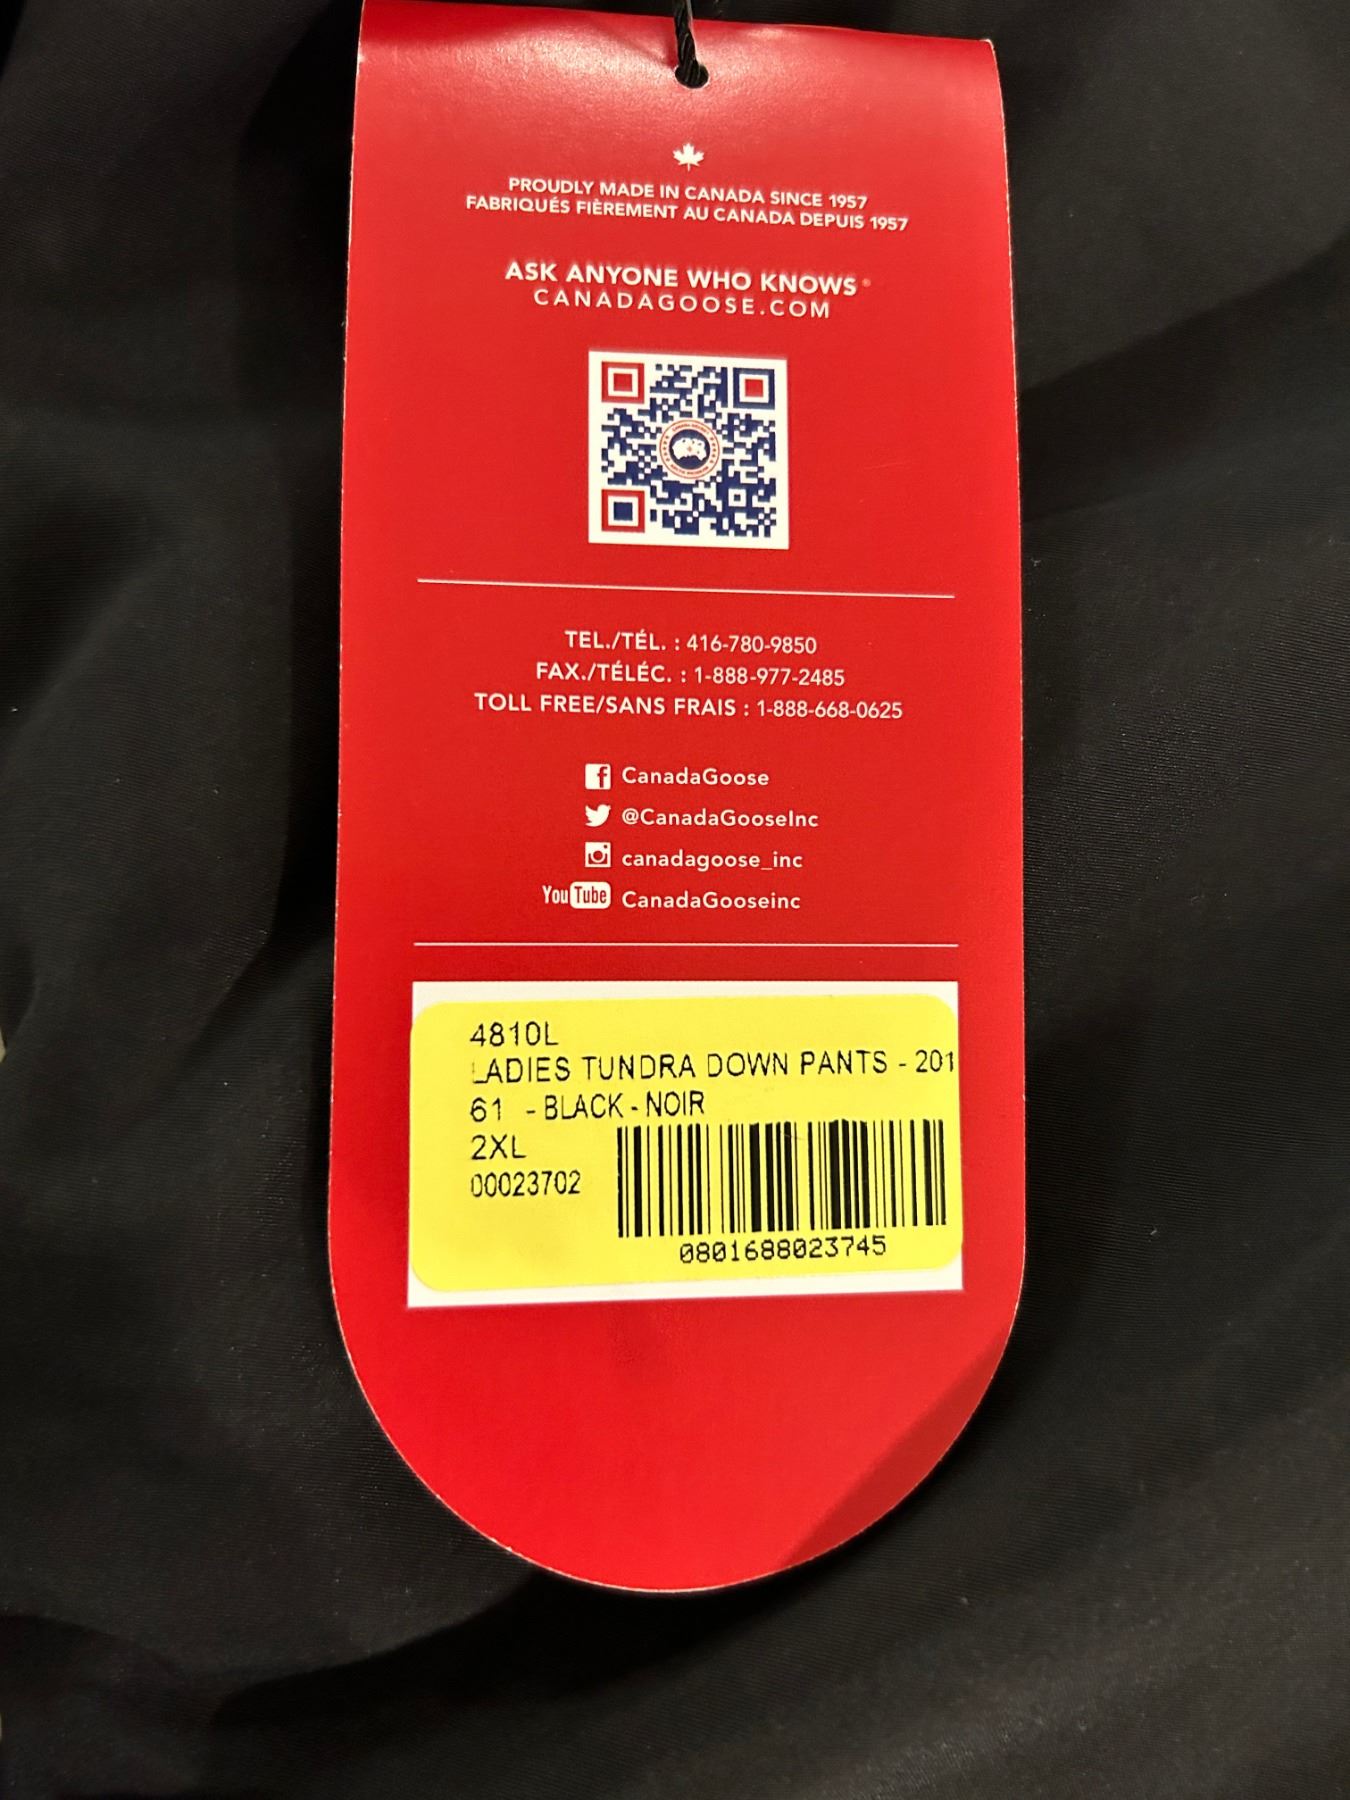 PROUDLY MADE IN CANADA SINCE 1957
FABRIQUÉS FIÈREMENT AU CANADA DEPUIS 1957
ASK ANYONE WHO KNOWS®
CANADAGOOSE.COM
TEL./TÉL. : 416-780-9850
FAX./TÉLÉC. : 1-888-977-2485
TOLL FREE/SANS FRAIS : 1-888-668-0625
CanadaGoose
@CanadaGooseInc
canadagoose_inc
YouTube CanadaGooseinc
4810L
LADIES TUNDRA DOWN PANTS - 201
61 - BLACK - NOIR
2XL
00023702
0801688023745